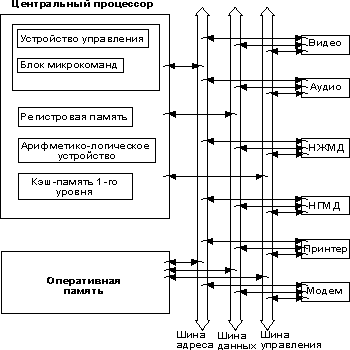 Центральный процессор
Устройство управления
Блок микрокоманд
Регистровая память
Арифметико-логическое
устройство
Кэш-память 1-го
уровня
Оперативная
память
Видео
Аудио
НЖМД
НГМД
Принтер
Модем
Шина
адреса
Шина
данных
Шина
управления